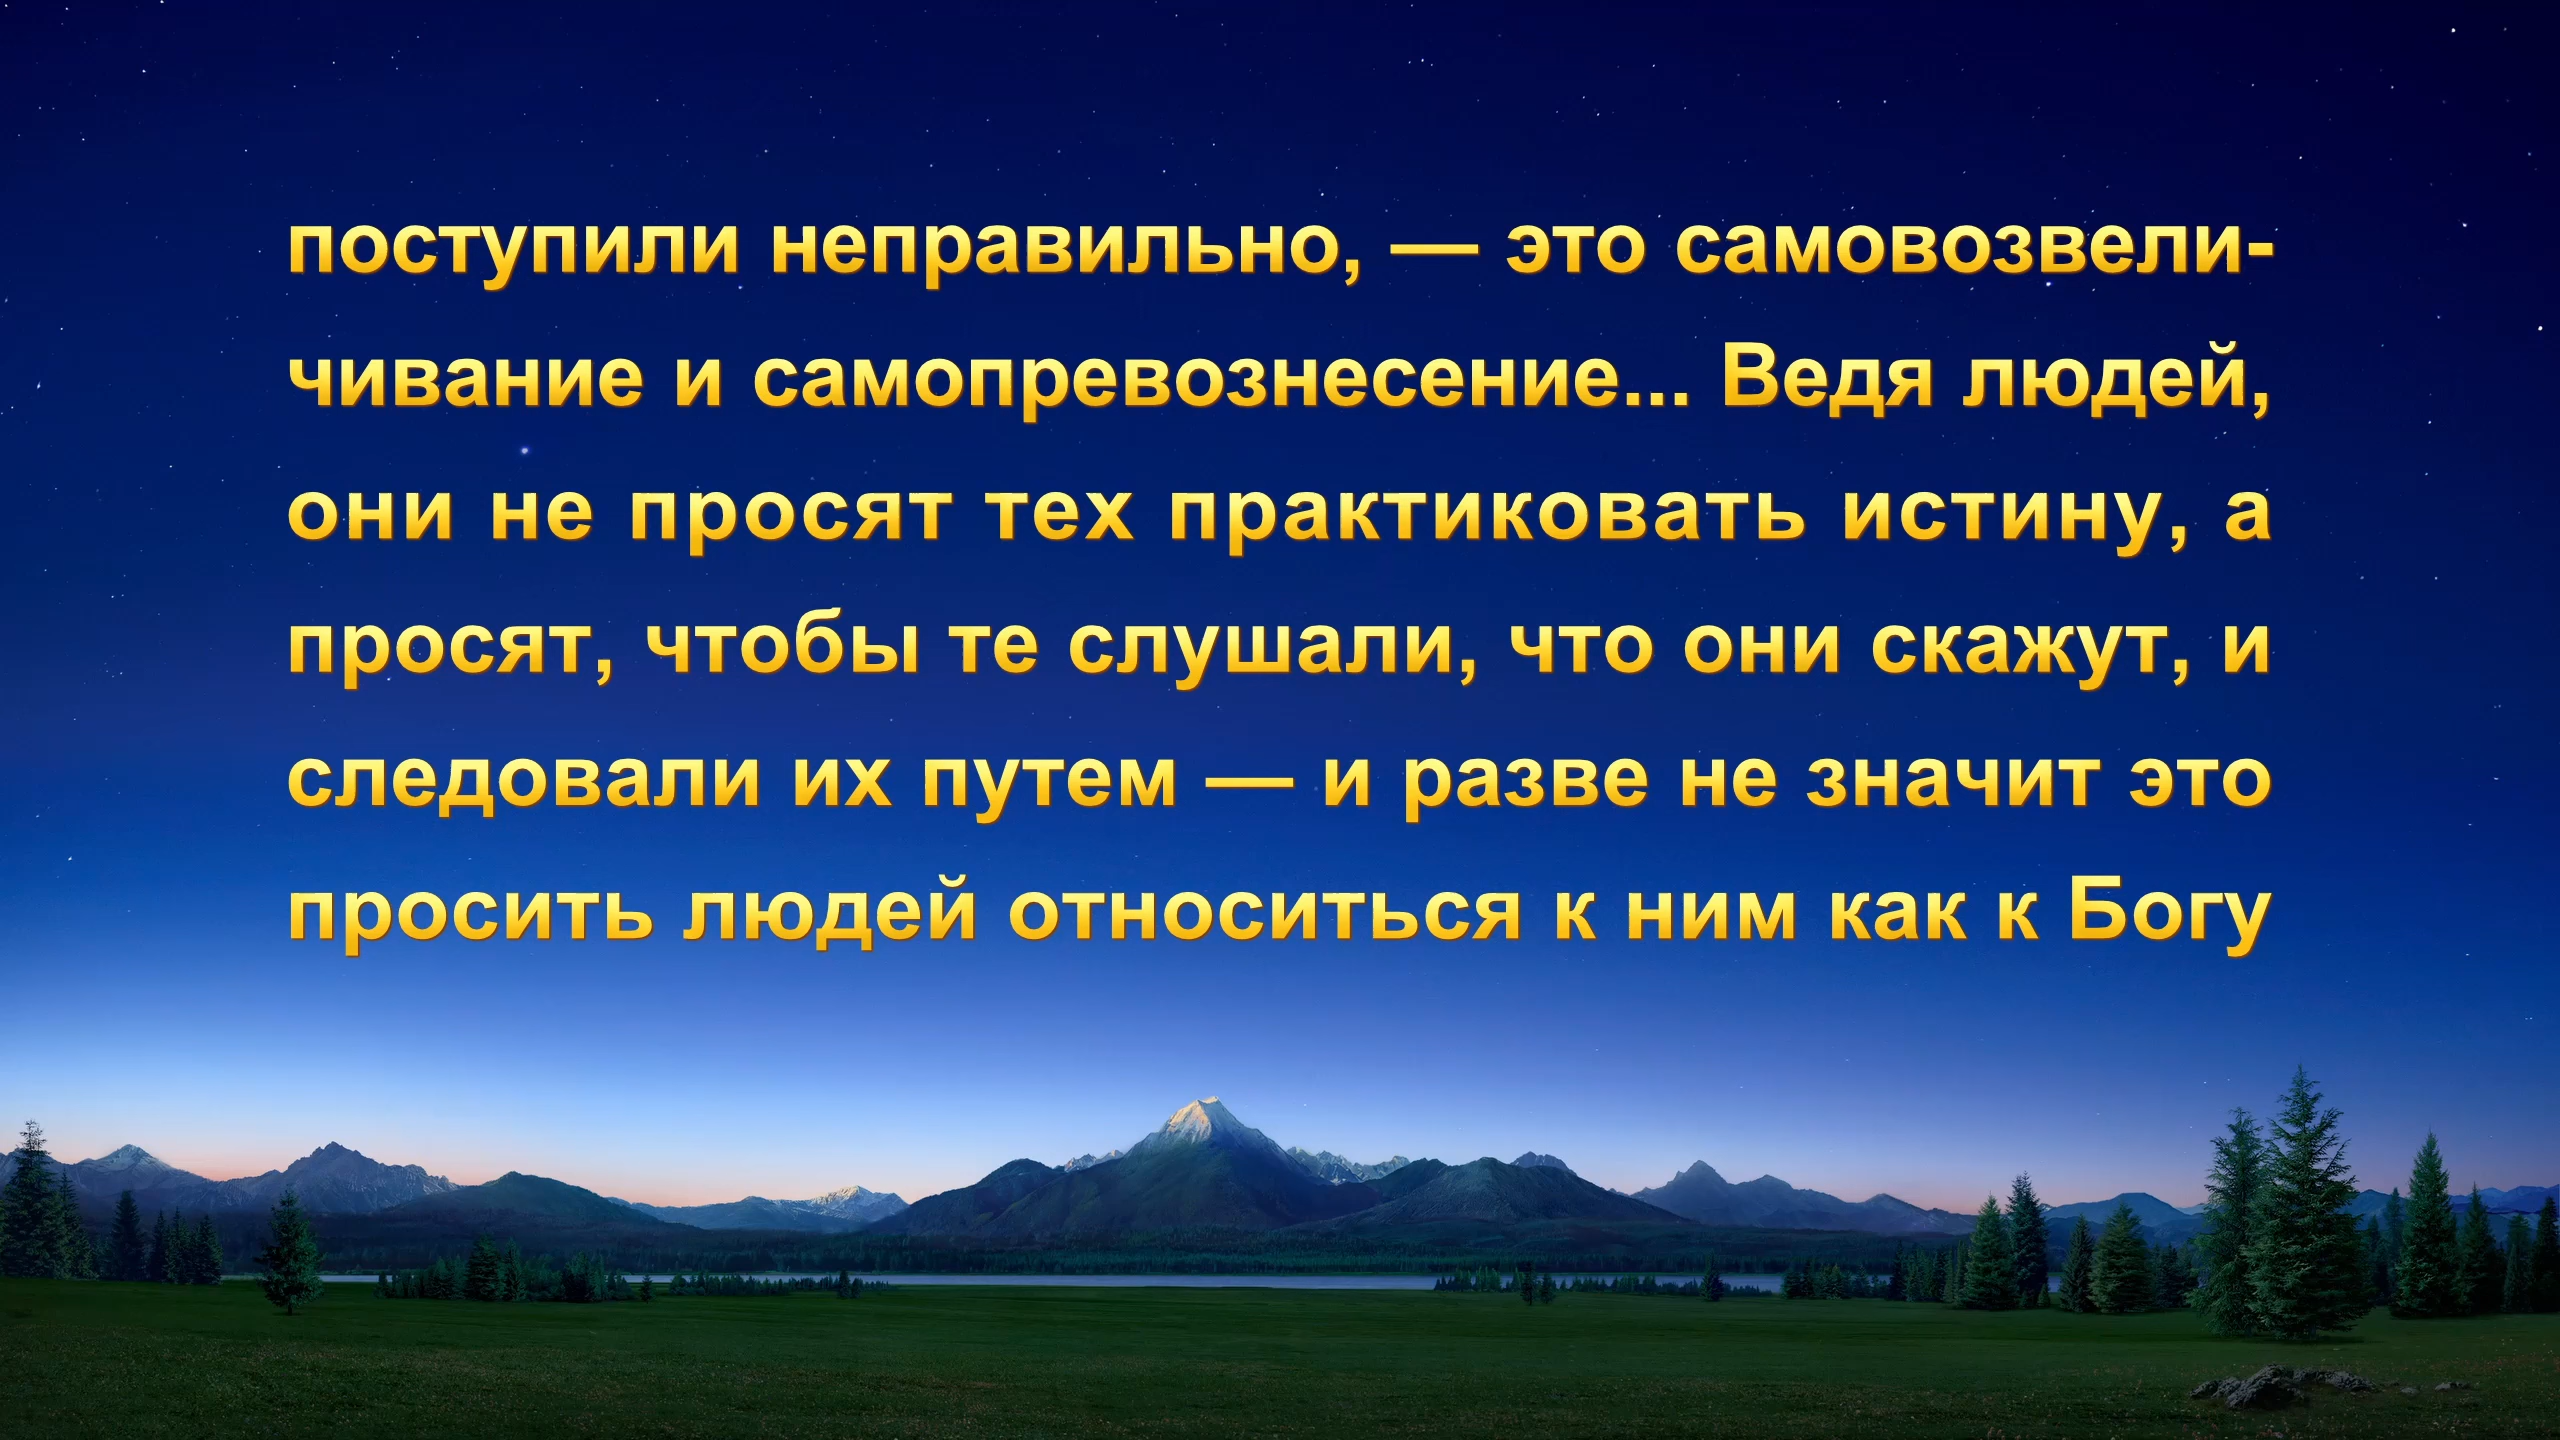 поступили неправильно, — это самовозвели-
чивание и самопревознесение... Ведя людей,
они не просят тех практиковать истину, а
просят, чтобы те слушали, что они скажут, и
следовали их путем — и разве не значит это
просить людей относиться к ним как к Богу